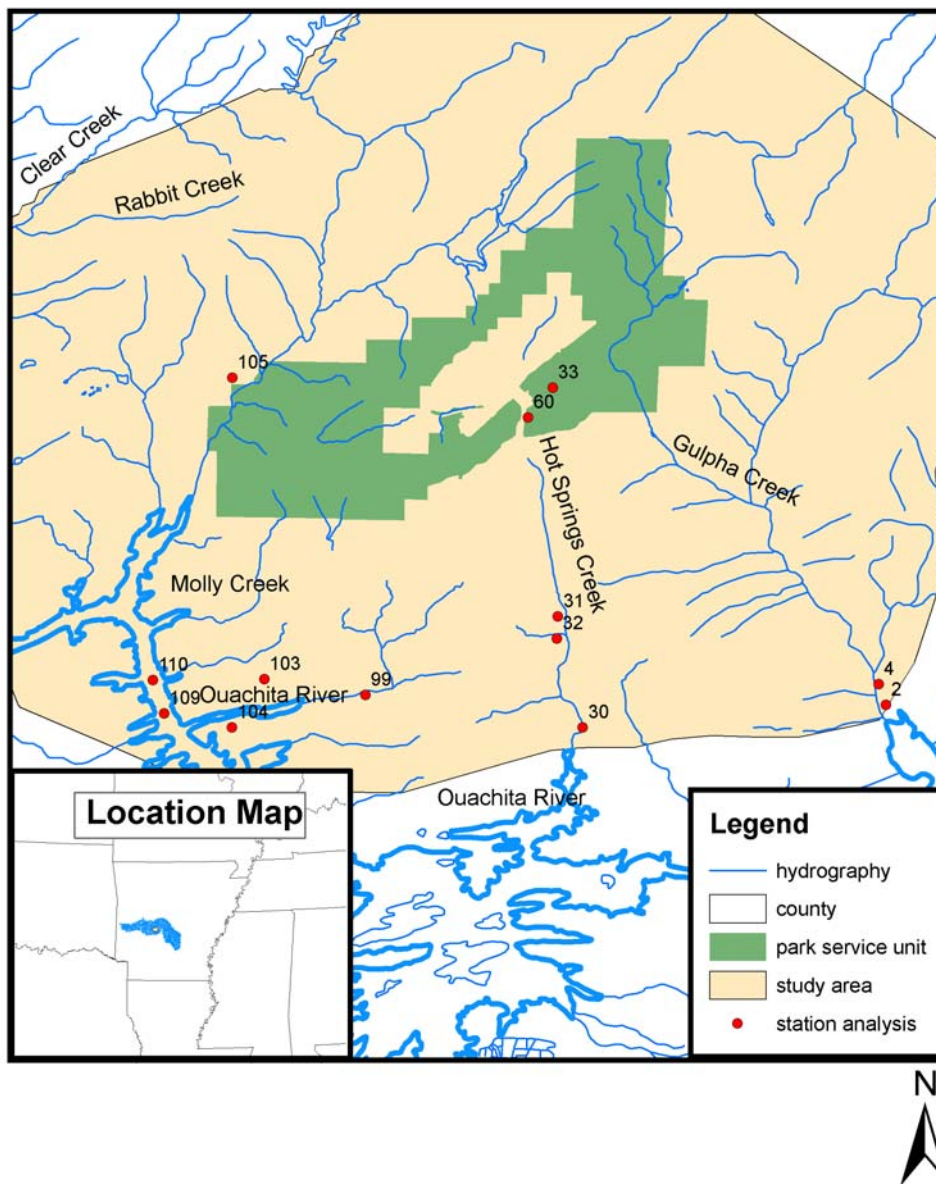 Clear Creek
Rabbit Creek
105
33
60
Hot Springs Creek
Gulpha Creek
Molly Creek
31
32
110
103
99
4
Ouachita River
109
2
104
30
Ouachita River
Location Map
Legend
hydrography
county
park service unit
study area
station analysis
N